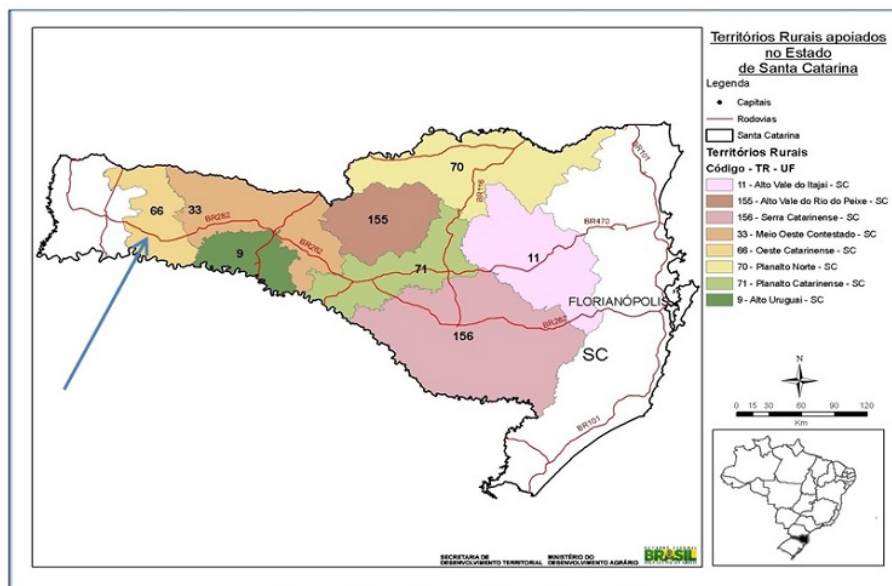 Territórios Rurais apoiados
no Estado
de Santa Catarina
Legenda
Capitais
Rodovias
Santa Catarina
Territórios Rurais
Código - TR - UF
11 - Alto Vale do Itajaí - SC
155 - Alto Vale do Rio do Peixe - SC
156 - Serra Catarinense - SC
33 - Meio Oeste Contestado - SC
66 - Oeste Catarinense - SC
70 - Planalto Norte - SC
71 - Planalto Catarinense - SC
9 - Alto Uruguai - SC
BR101
70
BR116
66
33
BR282
155
BR470
9
BR282
71
11
FLORIANÓPOLIS
BR282
156
SC
BR101
N
0 15 30 60 90 120
Km
SECRETARIA DE
DESENVOLVIMENTO TERRITORIAL
MINISTÉRIO DO
DESENVOLVIMENTO AGRÁRIO
BRASIL